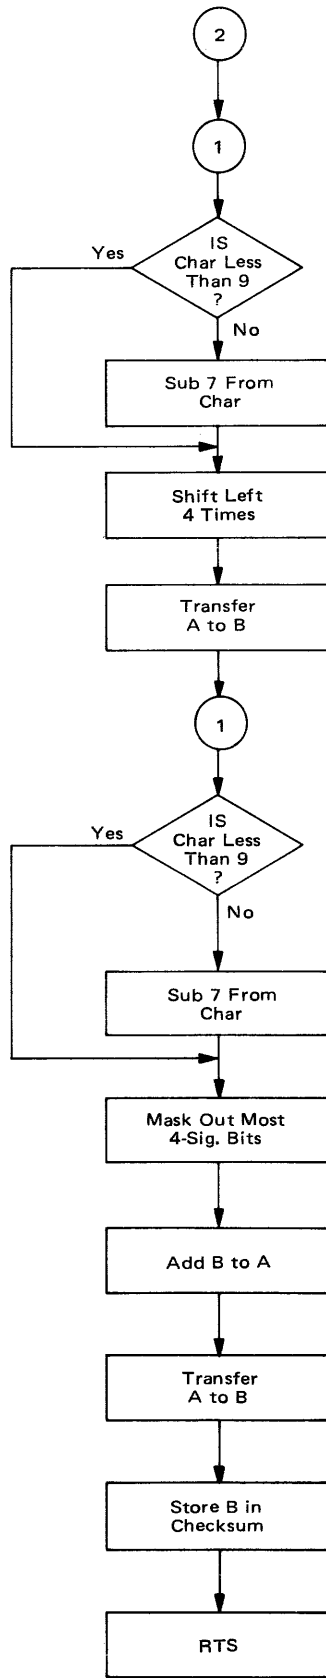 2
1
IS
Char Less
Than 9
?
Yes
No
Sub 7 From
Char
Shift Left
4 Times
Transfer
A to B
1
IS
Char Less
Than 9
?
Yes
No
Sub 7 From
Char
Mask Out Most
4-Sig. Bits
Add B to A
Transfer
A to B
Store B in
Checksum
RTS